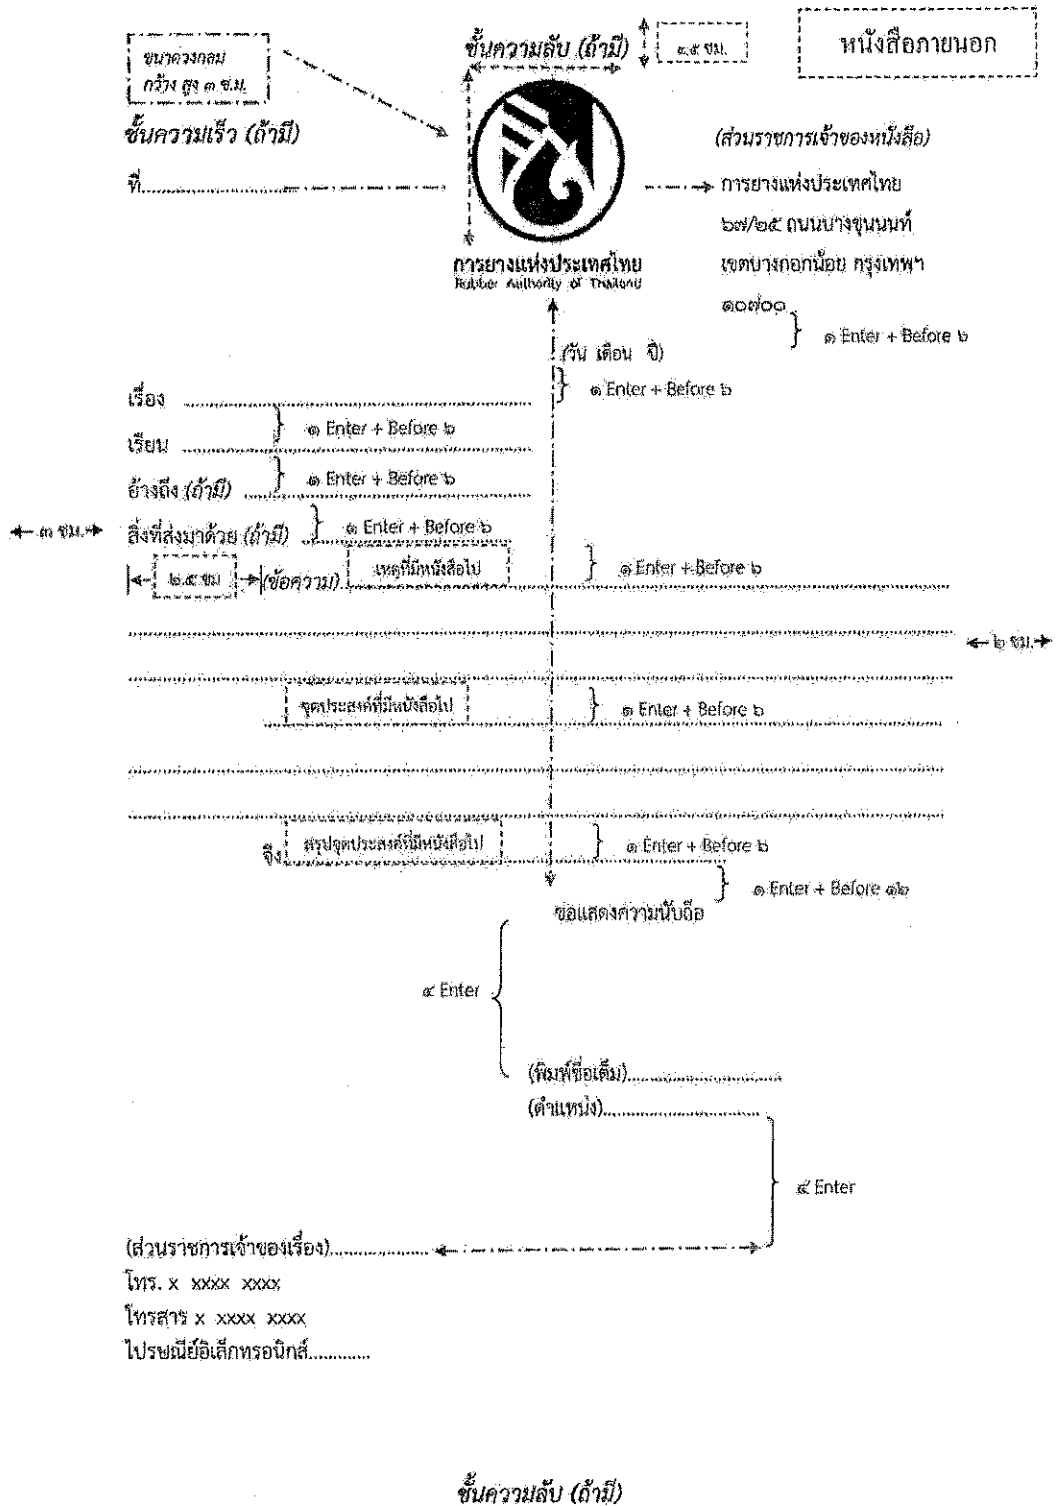 ชั้นความลับ (ถ้ามี)
๑.๕ ซม.
หนังสือภายนอก
ขนาดวงกลม
กว้าง สูง ๓ ซ.ม.
ชั้นความเร็ว (ถ้ามี)
(ส่วนราชการเจ้าของหนังสือ)
ที่
การยางแห่งประเทศไทย
๖๗/๒๕ ถนนบางขุนนนท์
เขตบางกอกน้อย กรุงเทพฯ
๑๐๗๐๐
การยางแห่งประเทศไทย
Rubber Authority of Thailand
๑ Enter + Before ๖
(วัน เดือน ปี)
๑ Enter + Before ๖
เรื่อง
๑ Enter + Before ๖
เรียน
๑ Enter + Before ๖
อ้างถึง (ถ้ามี)
๑ Enter + Before ๖
๓ ซม.
สิ่งที่ส่งมาด้วย (ถ้ามี)
๒.๕ ซม (ข้อความ) เหตุที่มีหนังสือไป ๑ Enter + Before ๖
๒ ซม.
จุดประสงค์ที่มีหนังสือไป ๑ Enter + Before ๖
จึง สรุปจุดประสงค์ที่มีหนังสือไป ๑ Enter + Before ๖
๑ Enter + Before ๑๒
ขอแสดงความนับถือ
๔ Enter
(พิมพ์ชื่อเต็ม)
(ตำแหน่ง)
๔ Enter
(ส่วนราชการเจ้าของเรื่อง)
โทร. x xxxx xxxx
โทรสาร x xxxx xxxx
ไปรษณีย์อิเล็กทรอนิกส์
ชั้นความลับ (ถ้ามี)